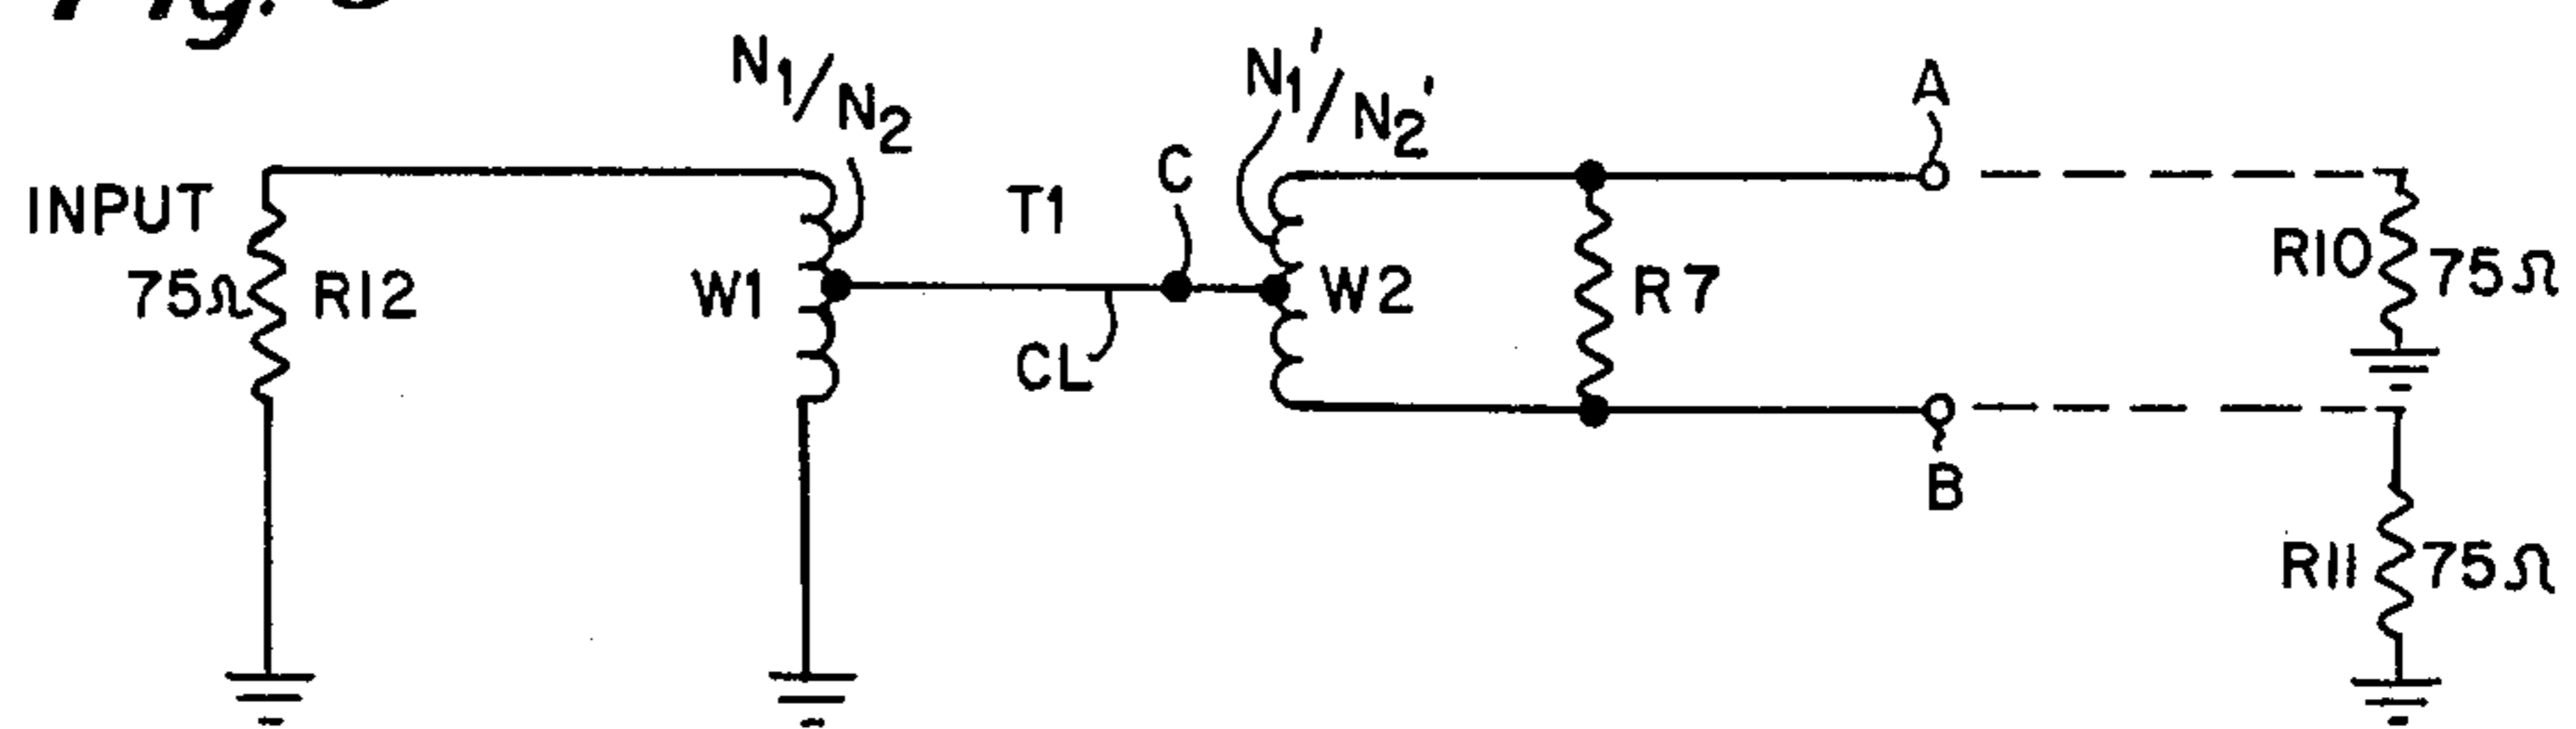 N1/N2
N1'/N2'
A
INPUT
75Ω
R12
W1
T1
C
CL
W2
R7
R10
75Ω
B
R11
75Ω